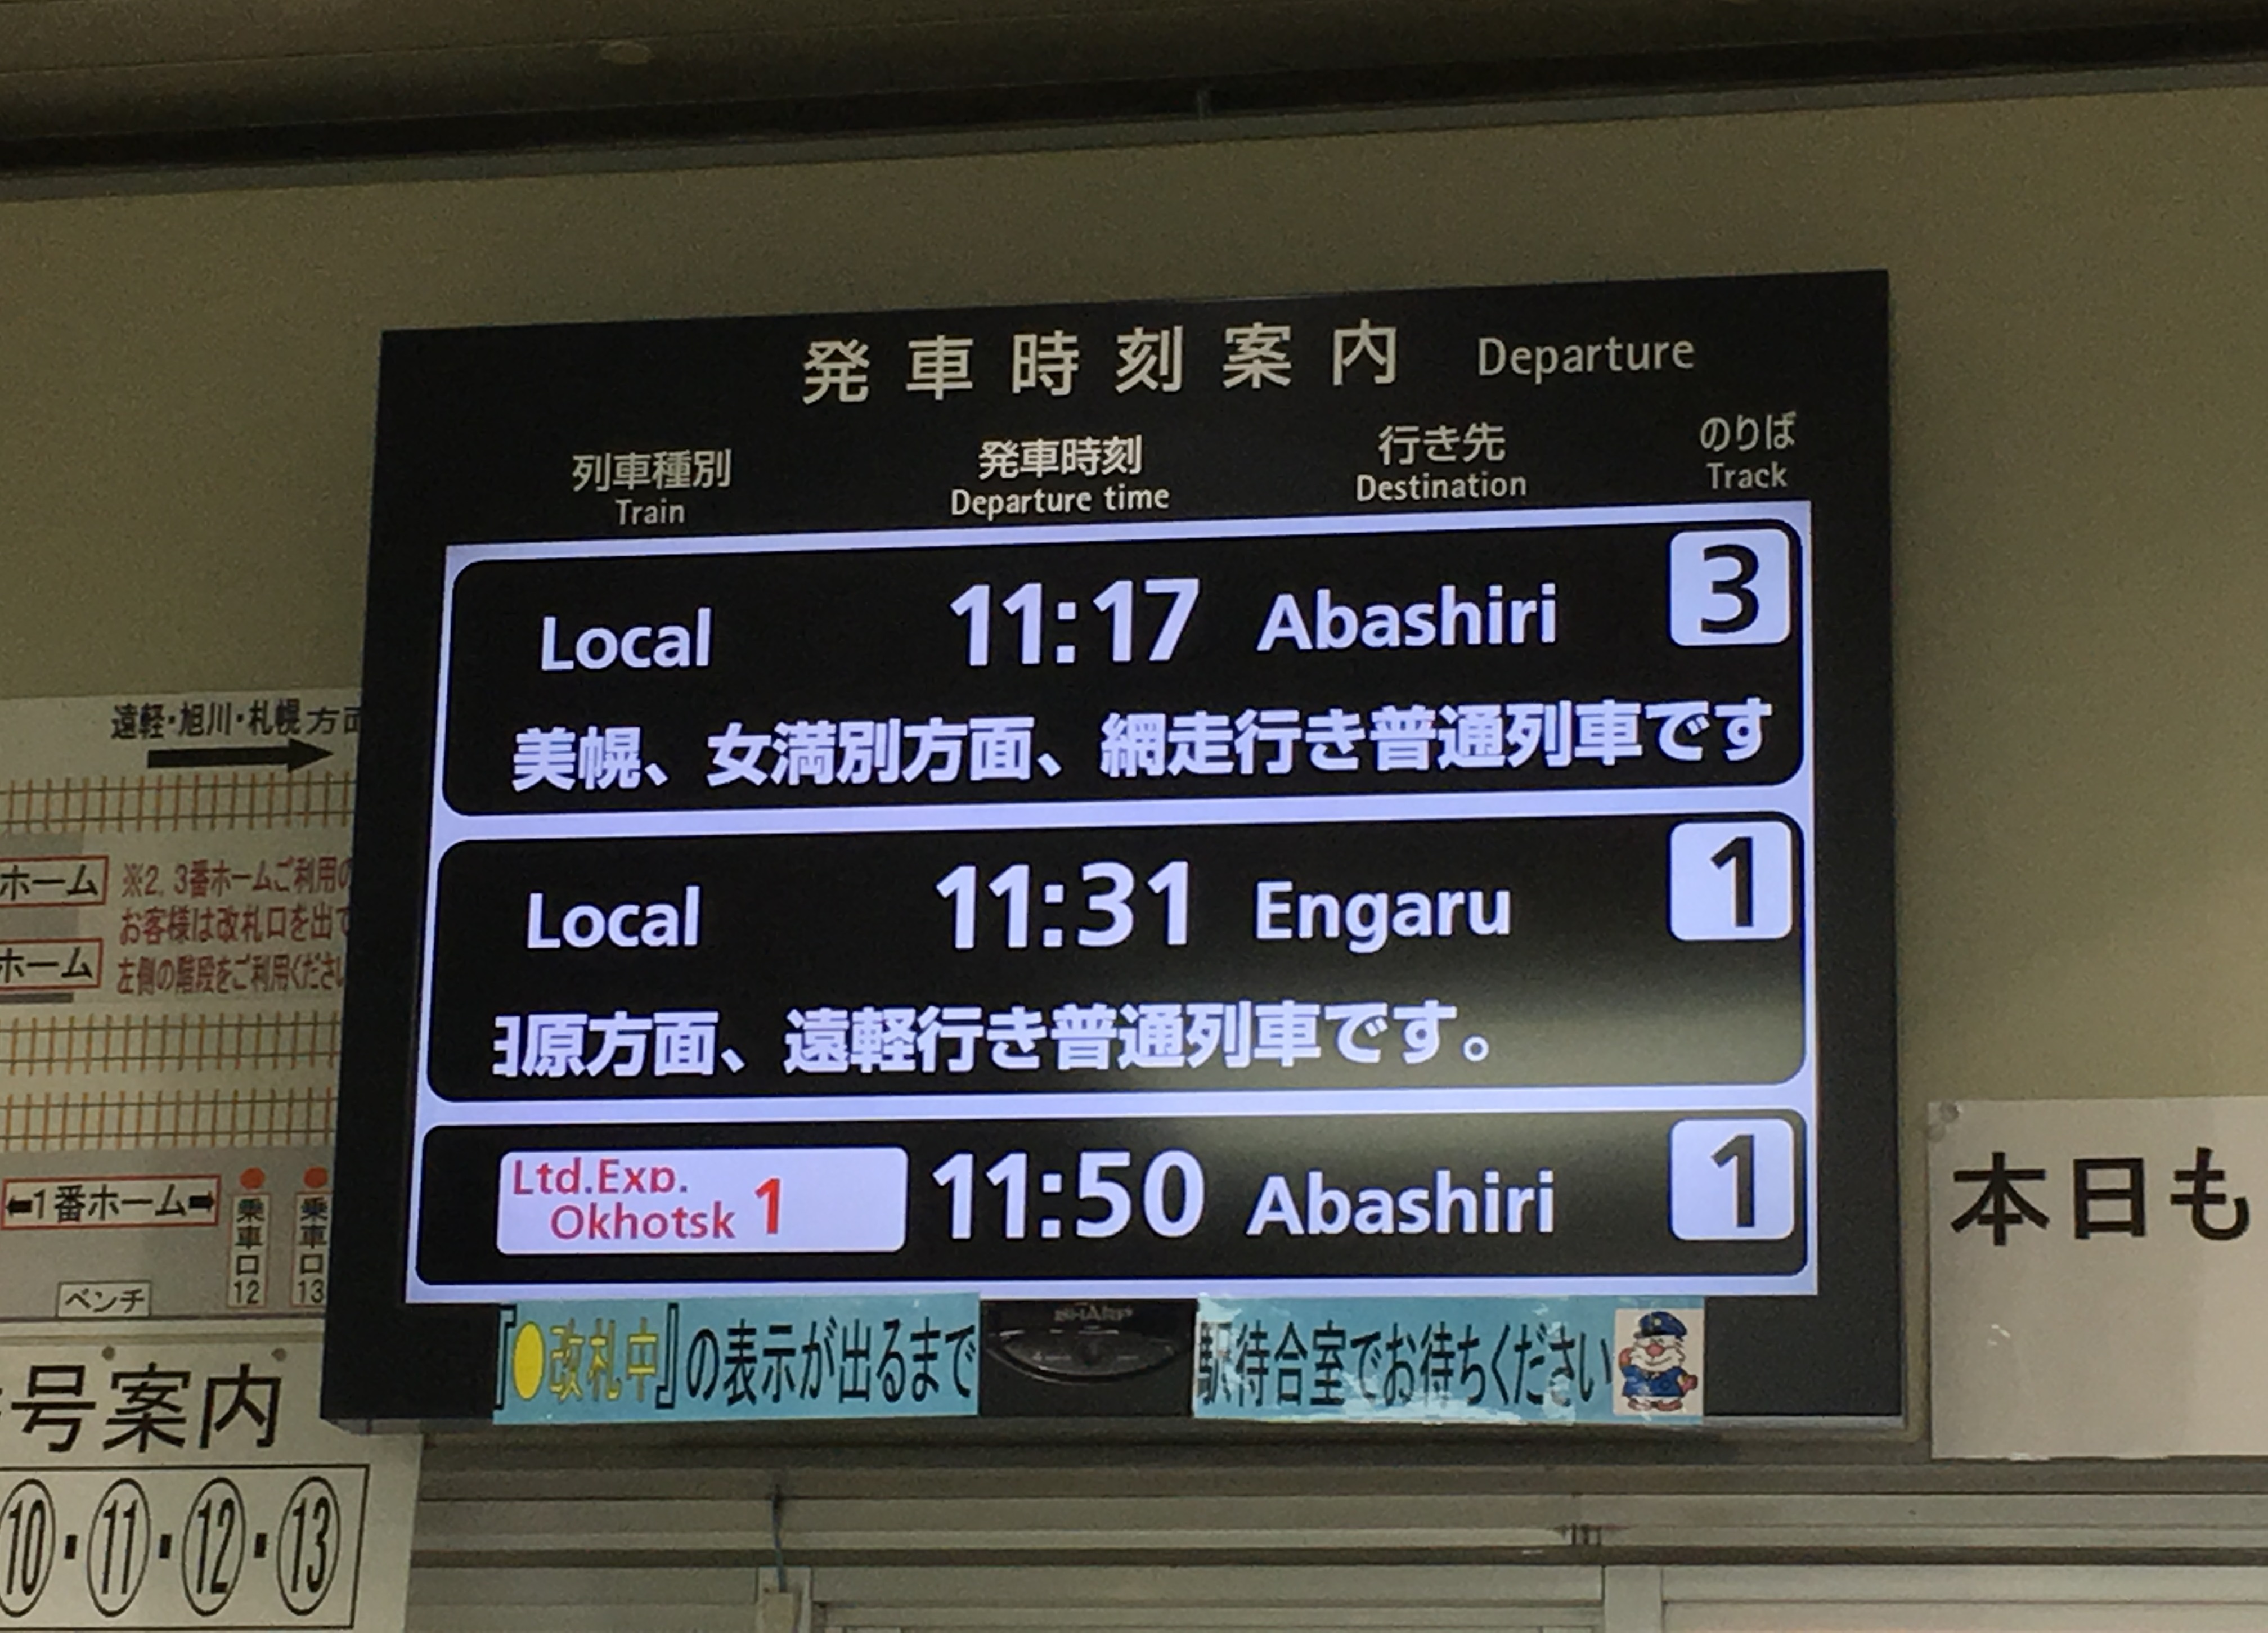 発車時刻案内 Departure
列車種別 発車時刻 行き先 のりば
Train Departure time Destination Track
Local 11:17 Abashiri 3
美幌、女満別方面、網走行き普通列車です
Local 11:31 Engaru 1
原方面、遠軽行き普通列車です。
Ltd.Exp. Okhotsk 1 11:50 Abashiri 1
『●改札中』の表示が出るまで
SHARP
駅待合室でお待ちください
遠軽・旭川・札幌方面
ホーム
ホーム
※2,3番ホームご利用の
お客様は改札口を出て
左側の階段をご利用ください
1番ホーム
乗車口12
乗車口13
ベンチ
号案内
⑩・⑪・⑫・⑬
本日も